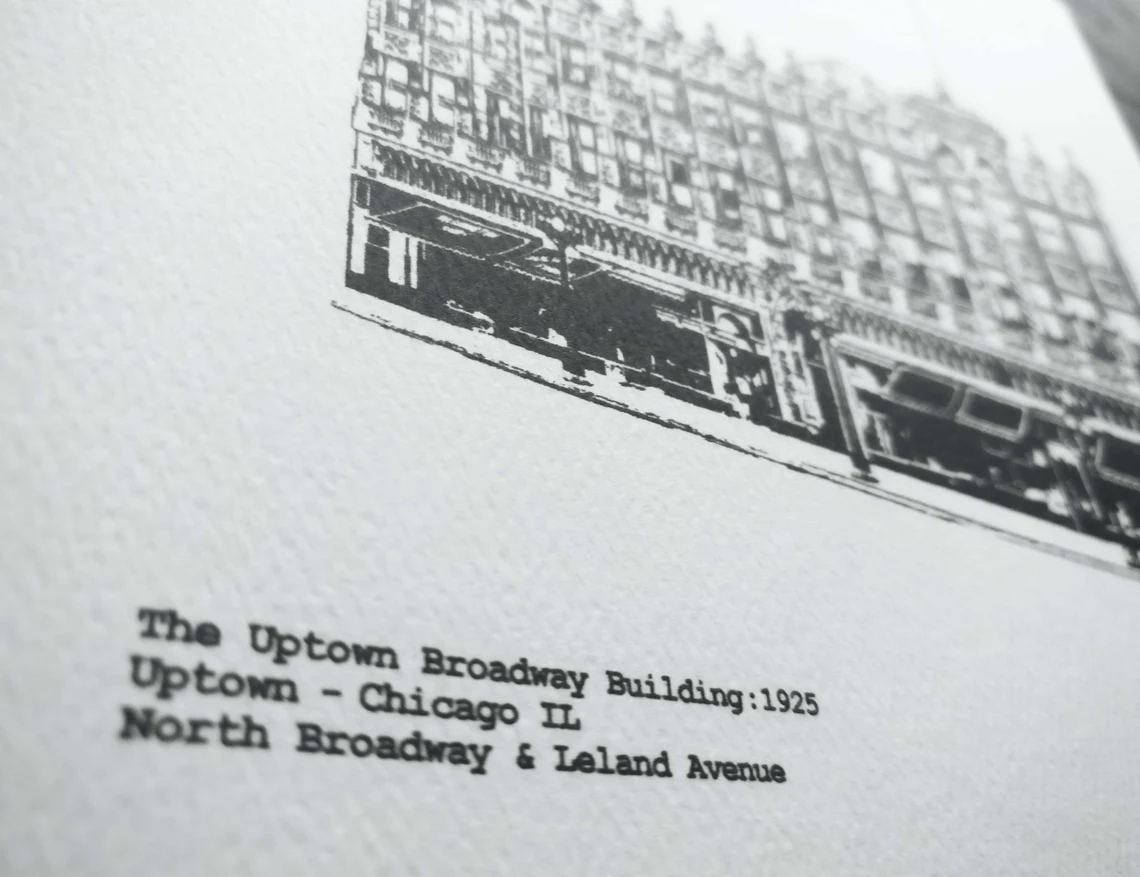 The Uptown Broadway Building:1925
Uptown - Chicago IL
North Broadway & Leland Avenue